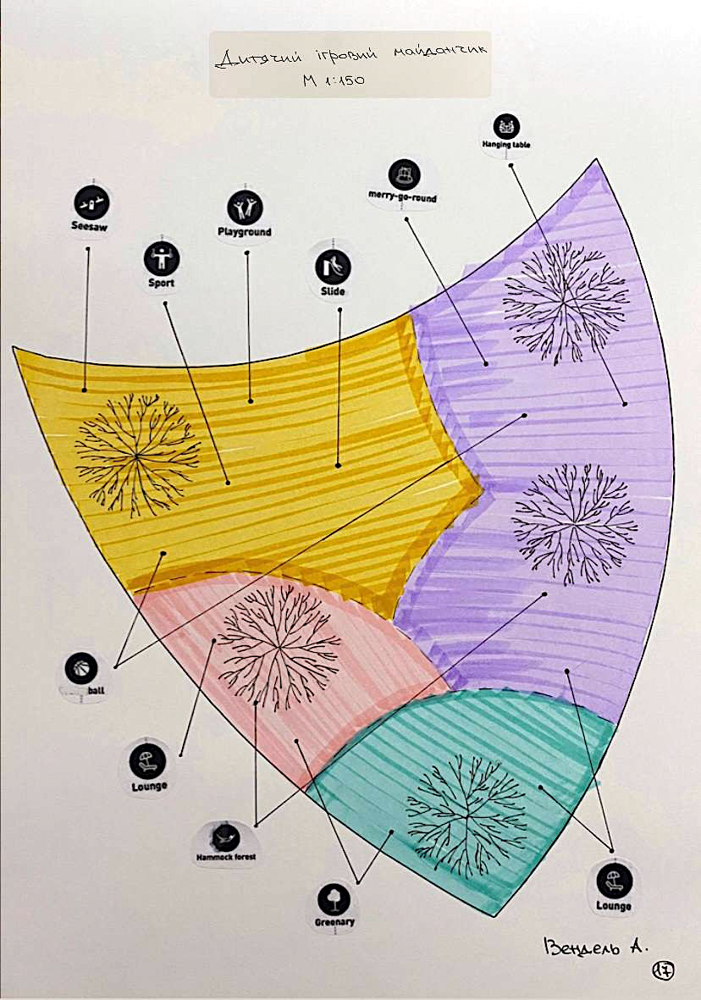 Дитячий ігровий майданчик
М 1:150
Hanging table
merry-go-round
Seesaw
Playground
Sport
Slide
ball
Lounge
Hammock forest
Greenary
Lounge
Вендель А.
17